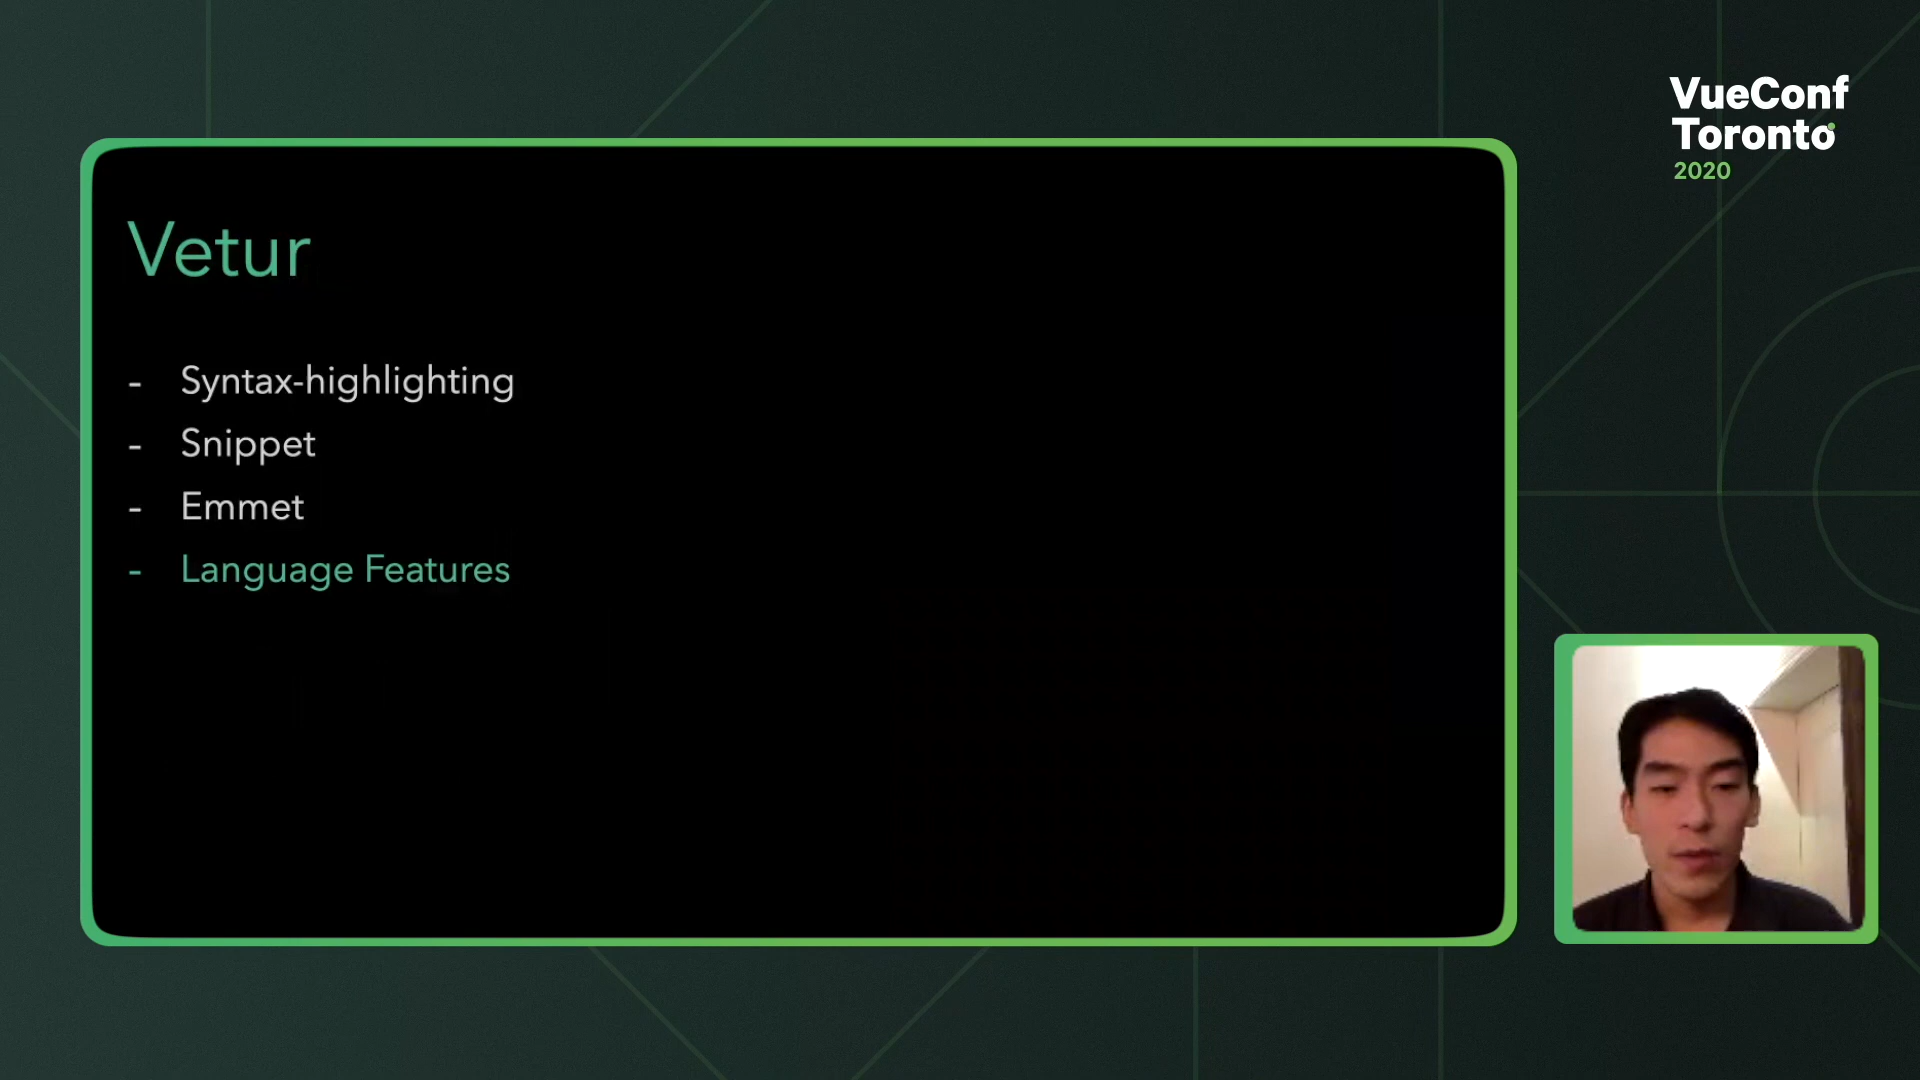 VueConf
Toronto
2020
Vetur
- Syntax-highlighting
- Snippet
- Emmet
- Language Features